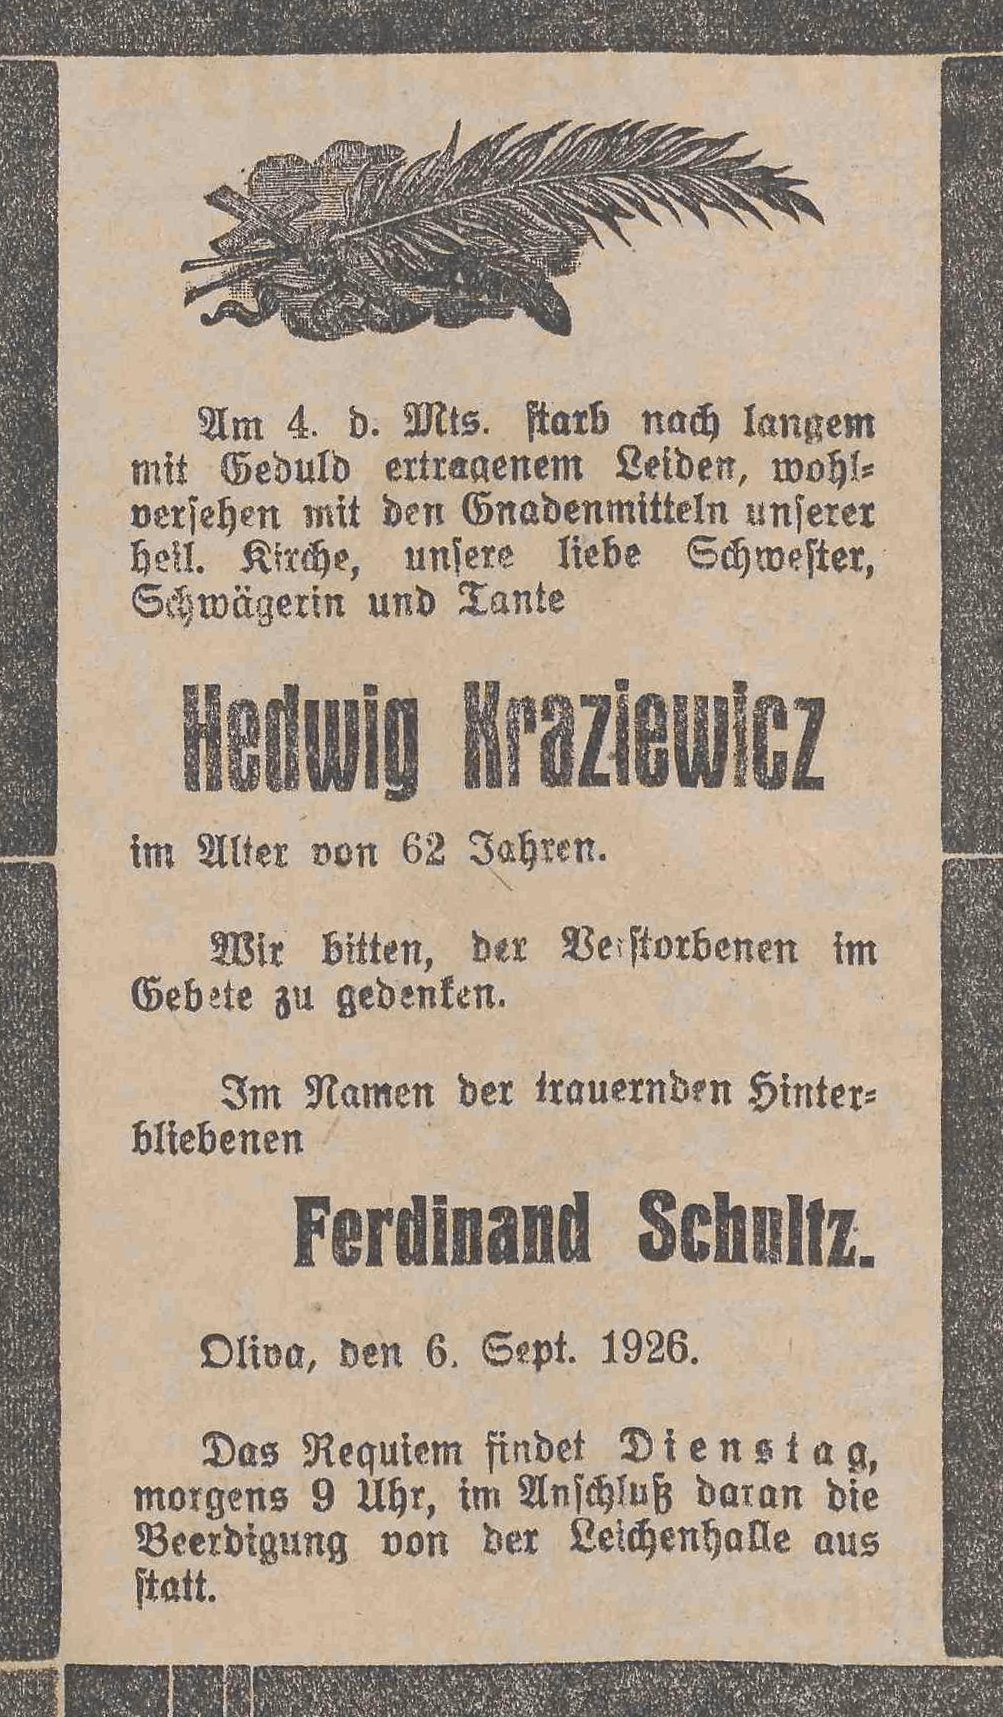 Am 4. d. Mts. starb nach langem
mit Geduld ertragenem Leiden, wohl-
versehen mit den Gnadenmitteln unserer
heil. Kirche, unsere liebe Schwester,
Schwägerin und Tante
Hedwig Kraziewicz
im Alter von 62 Jahren.
Wir bitten, der Verstorbenen im
Gebete zu gedenken.
Im Namen der trauernden Hinter-
bliebenen
Ferdinand Schultz.
Oliva, den 6. Sept. 1926.
Das Requiem findet Dienstag,
morgens 9 Uhr, im Anschluß daran die
Beerdigung von der Leichenhalle aus
statt.